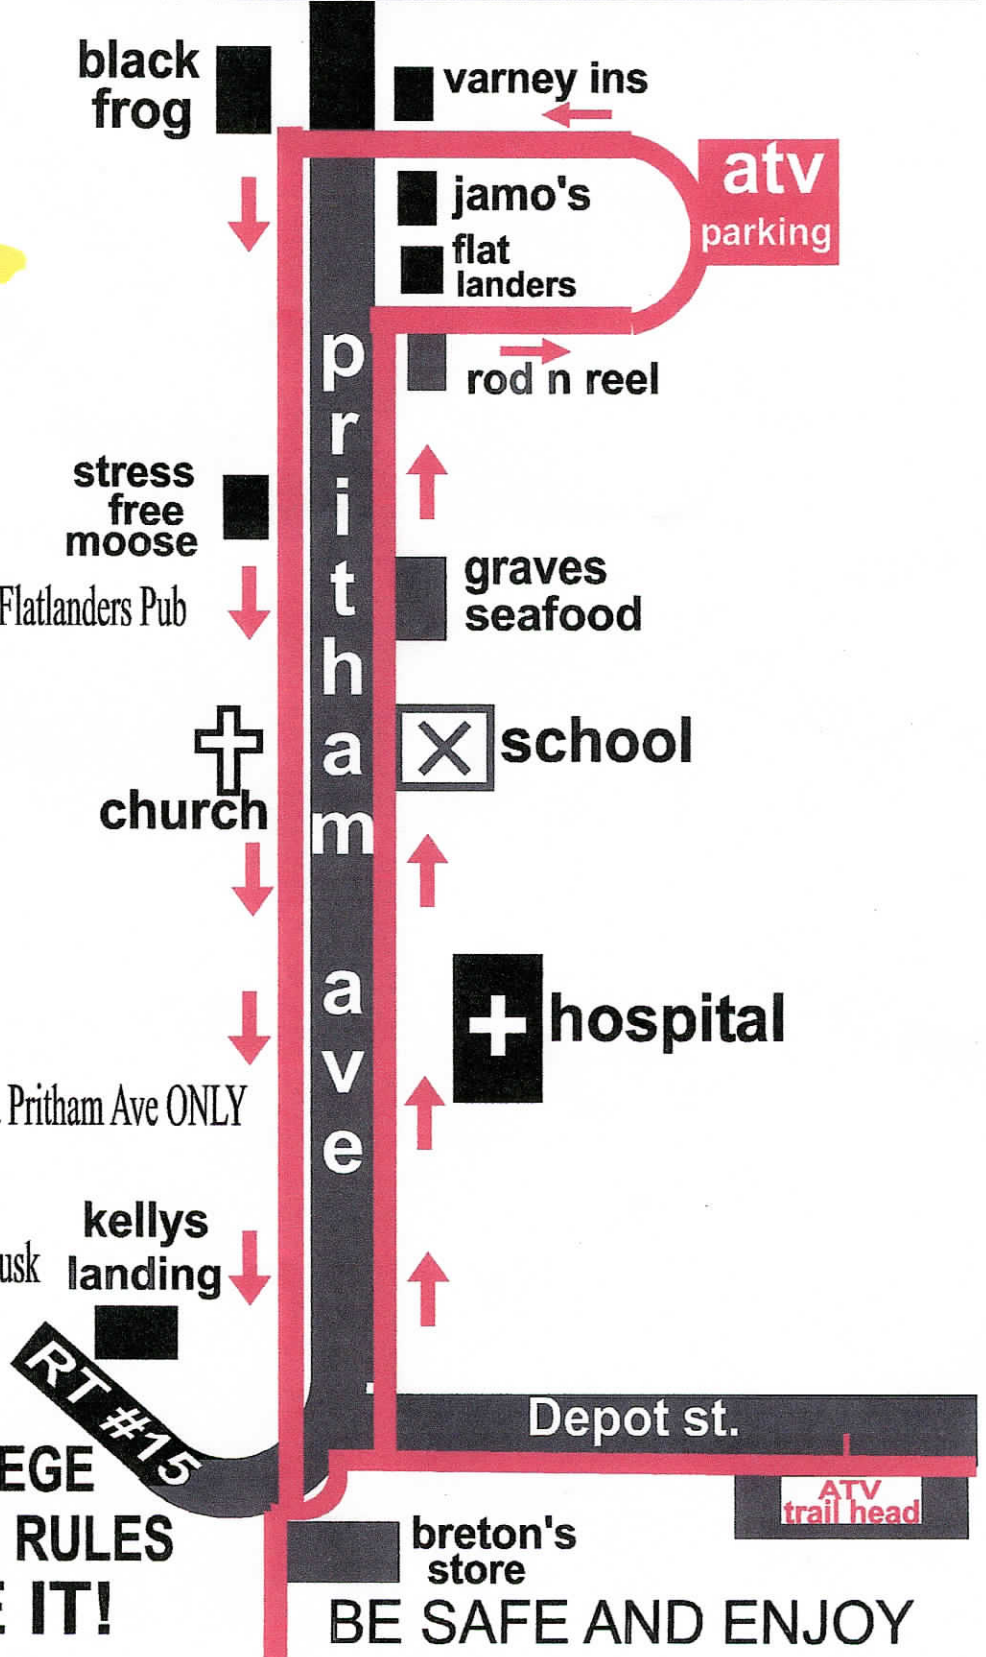 black
frog
varney ins
atv
parking
jamo's
flat
landers
rod n reel
stress
free
moose
Flatlanders Pub
graves
seafood
school
church
pritham ave
hospital
Pritham Ave ONLY
kellys
landing
usk
RT #15
Depot st.
ATV
trail head
EGE
RULES
E IT!
breton's
store
BE SAFE AND ENJOY